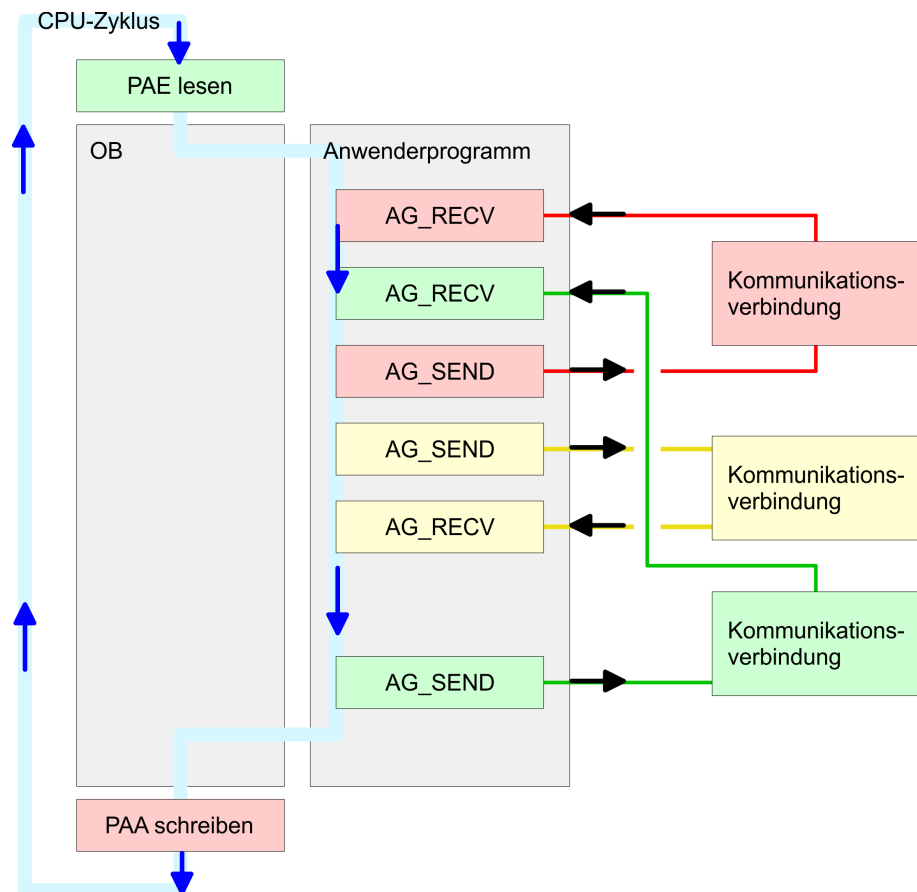 CPU-Zyklus
PAE lesen
OB
Anwenderprogramm
AG_RECV
AG_RECV
AG_SEND
AG_SEND
AG_RECV
AG_SEND
Kommunikations-
verbindung
Kommunikations-
verbindung
Kommunikations-
verbindung
PAA schreiben